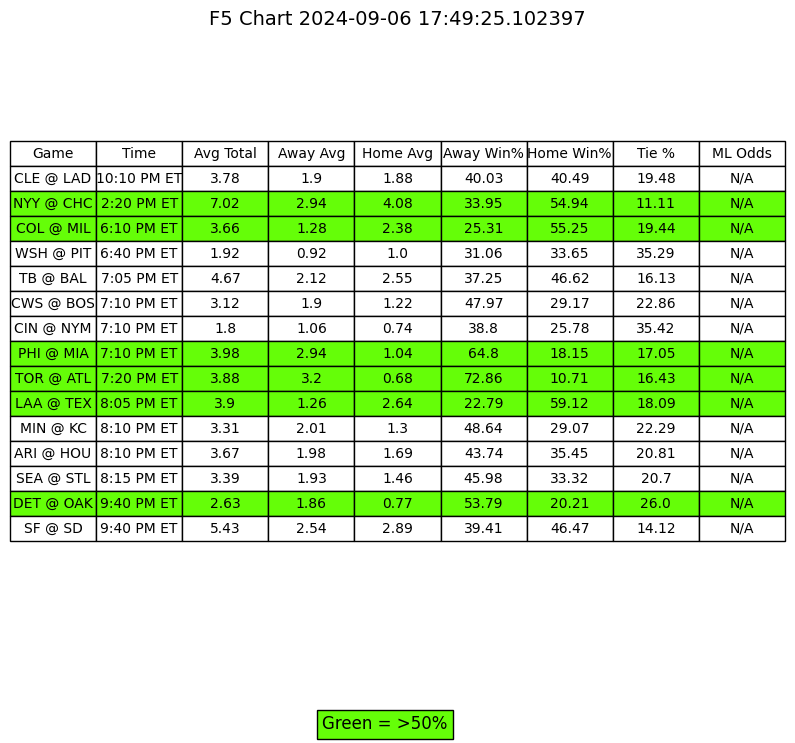 F5 Chart 2024-09-06 17:49:25.102397
Game Time Avg Total Away Avg Home Avg Away Win% Home Win% Tie % ML Odds
CLE @ LAD 10:10 PM ET 3.78 1.9 1.88 40.03 40.49 19.48 N/A
NYY @ CHC 2:20 PM ET 7.02 2.94 4.08 33.95 54.94 11.11 N/A
COL @ MIL 6:10 PM ET 3.66 1.28 2.38 25.31 55.25 19.44 N/A
WSH @ PIT 6:40 PM ET 1.92 0.92 1.0 31.06 33.65 35.29 N/A
TB @ BAL 7:05 PM ET 4.67 2.12 2.55 37.25 46.62 16.13 N/A
CWS @ BOS 7:10 PM ET 3.12 1.9 1.22 47.97 29.17 22.86 N/A
CIN @ NYM 7:10 PM ET 1.8 1.06 0.74 38.8 25.78 35.42 N/A
PHI @ MIA 7:10 PM ET 3.98 2.94 1.04 64.8 18.15 17.05 N/A
TOR @ ATL 7:20 PM ET 3.88 3.2 0.68 72.86 10.71 16.43 N/A
LAA @ TEX 8:05 PM ET 3.9 1.26 2.64 22.79 59.12 18.09 N/A
MIN @ KC 8:10 PM ET 3.31 2.01 1.3 48.64 29.07 22.29 N/A
ARI @ HOU 8:10 PM ET 3.67 1.98 1.69 43.74 35.45 20.81 N/A
SEA @ STL 8:15 PM ET 3.39 1.93 1.46 45.98 33.32 20.7 N/A
DET @ OAK 9:40 PM ET 2.63 1.86 0.77 53.79 20.21 26.0 N/A
SF @ SD 9:40 PM ET 5.43 2.54 2.89 39.41 46.47 14.12 N/A
Green = >50%